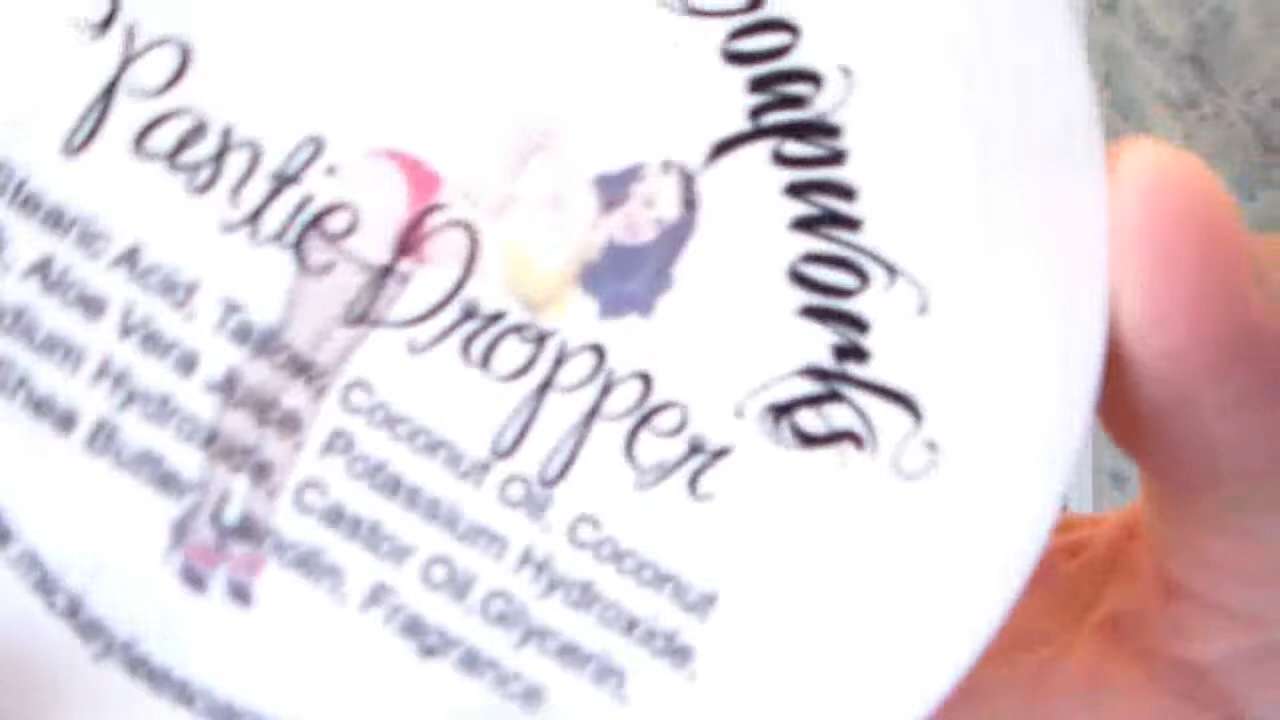 Soapworks
Pantie Dropper
Stearic Acid, Tallow, Coconut Oil, Coconut
Aloe Vera Juice, Potassium Hydroxide,
Hydroxide, Castor Oil, Glycerin,
Shea Butter, Lanolin, Fragrance